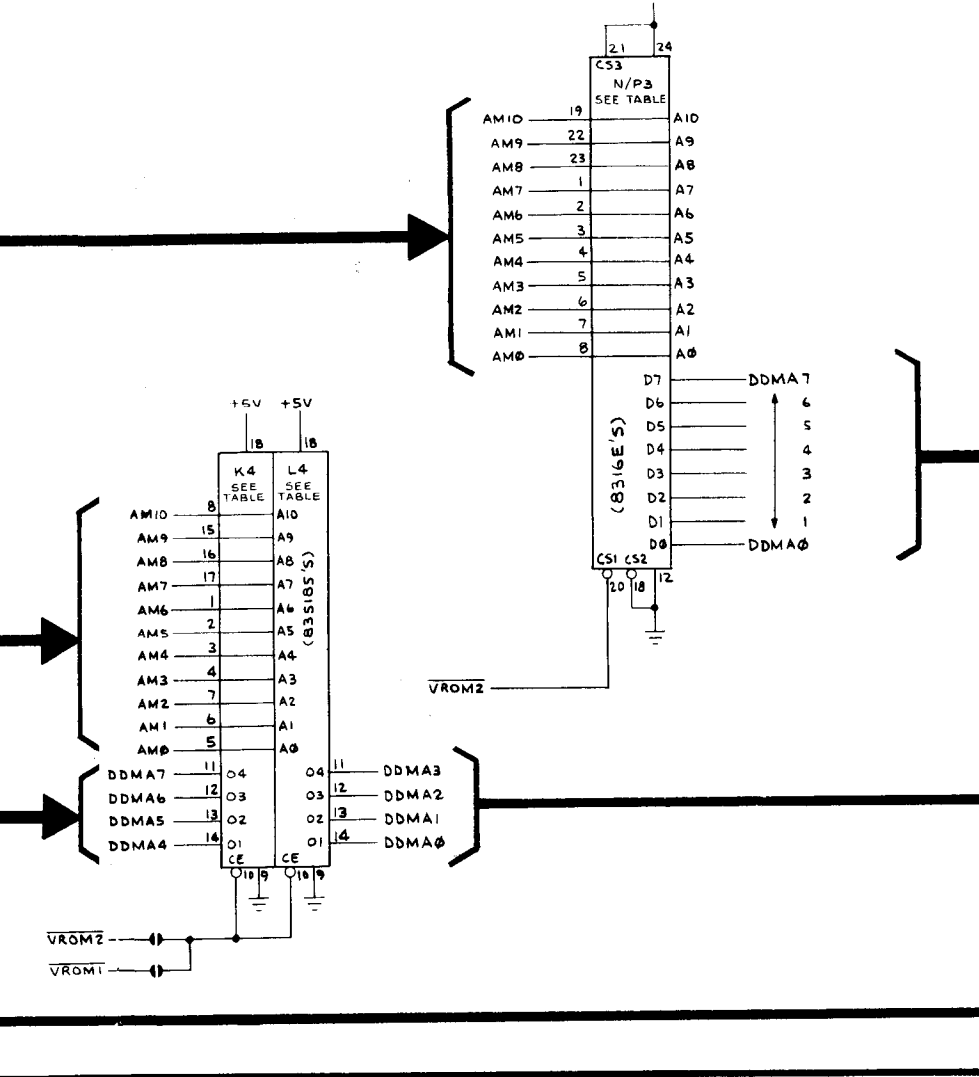 21 24
CS3
N/P3
SEE TABLE
AM10 19 A10
AM9 22 A9
AM8 23 A8
AM7 1 A7
AM6 2 A6
AM5 3 A5
AM4 4 A4
AM3 5 A3
AM2 6 A2
AM1 7 A1
AMØ 8 AØ
D7 DDMA7
D6 6
D5 5
D4 4
D3 3
D2 2
D1 1
DØ DDMAØ
(8316E'S)
CS1 CS2
20 18 12
VROM2
+5V +5V
18 18
K4 L4
SEE SEE
TABLE TABLE
AM10 8 A10
AM9 15 A9
AM8 16 A8
AM7 17 A7
AM6 1 A6
AM5 2 A5
AM4 3 A4
AM3 4 A3
AM2 7 A2
AM1 6 A1
AMØ 5 AØ
(83S185'S)
DDMA7 11 O4 O4 11 DDMA3
DDMA6 12 O3 O3 12 DDMA2
DDMA5 13 O2 O2 13 DDMA1
DDMA4 14 O1 O1 14 DDMAØ
CE CE
10 9 10 9
VROM2
VROM1